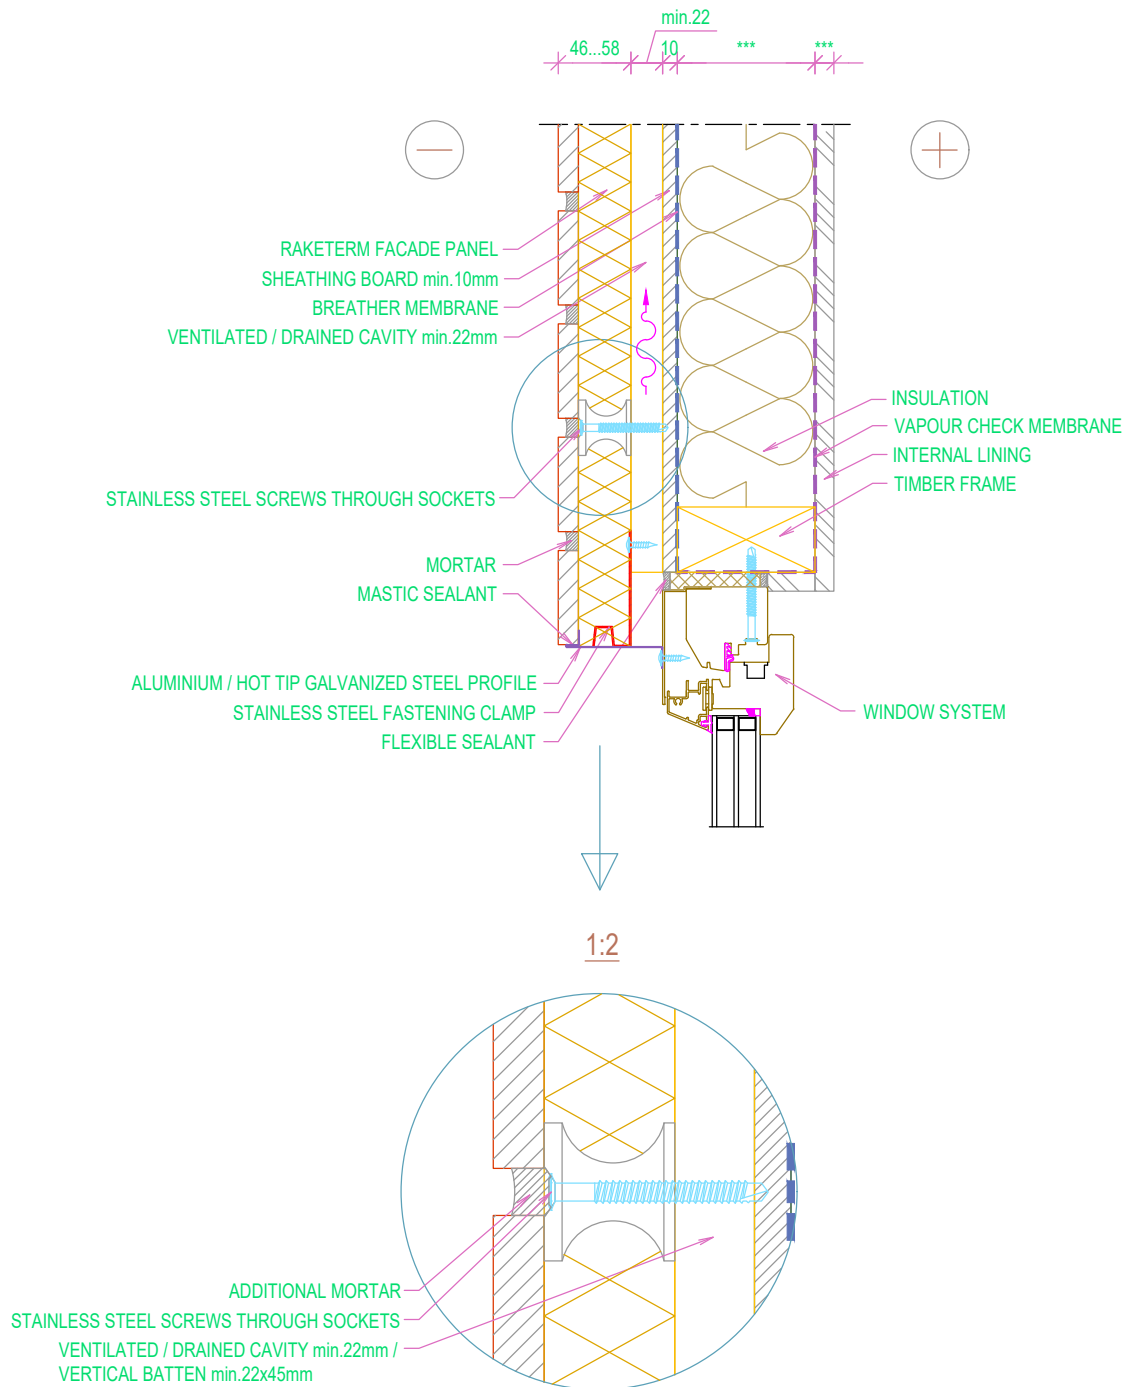 min.22
46...58 10 *** ***
RAKETERM FACADE PANEL
SHEATHING BOARD min.10mm
BREATHER MEMBRANE
VENTILATED / DRAINED CAVITY min.22mm
INSULATION
VAPOUR CHECK MEMBRANE
INTERNAL LINING
TIMBER FRAME
STAINLESS STEEL SCREWS THROUGH SOCKETS
MORTAR
MASTIC SEALANT
ALUMINIUM / HOT TIP GALVANIZED STEEL PROFILE
STAINLESS STEEL FASTENING CLAMP
FLEXIBLE SEALANT
WINDOW SYSTEM
1:2
ADDITIONAL MORTAR
STAINLESS STEEL SCREWS THROUGH SOCKETS
VENTILATED / DRAINED CAVITY min.22mm /
VERTICAL BATTEN min.22x45mm